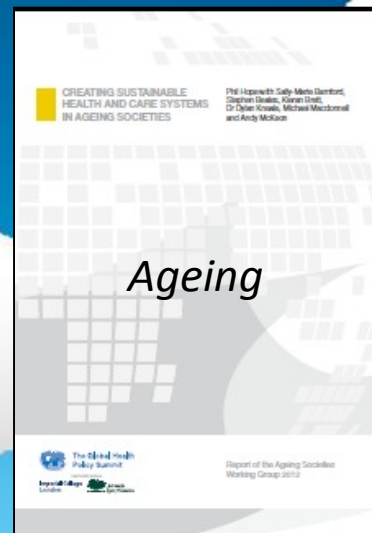 CREATING SUSTAINABLE
HEALTH AND CARE SYSTEMS
IN AGEING SOCIETIES
Phil Hope with Sally-Marie Bamford,
Stephen Beales, Kieran Brett,
Dr Dylan Kneale, Michael Macdonnell
and Andy McKeon
Ageing
The Global Health
Policy Summit
Imperial College
London
Report of the Ageing Societies
Working Group 2012